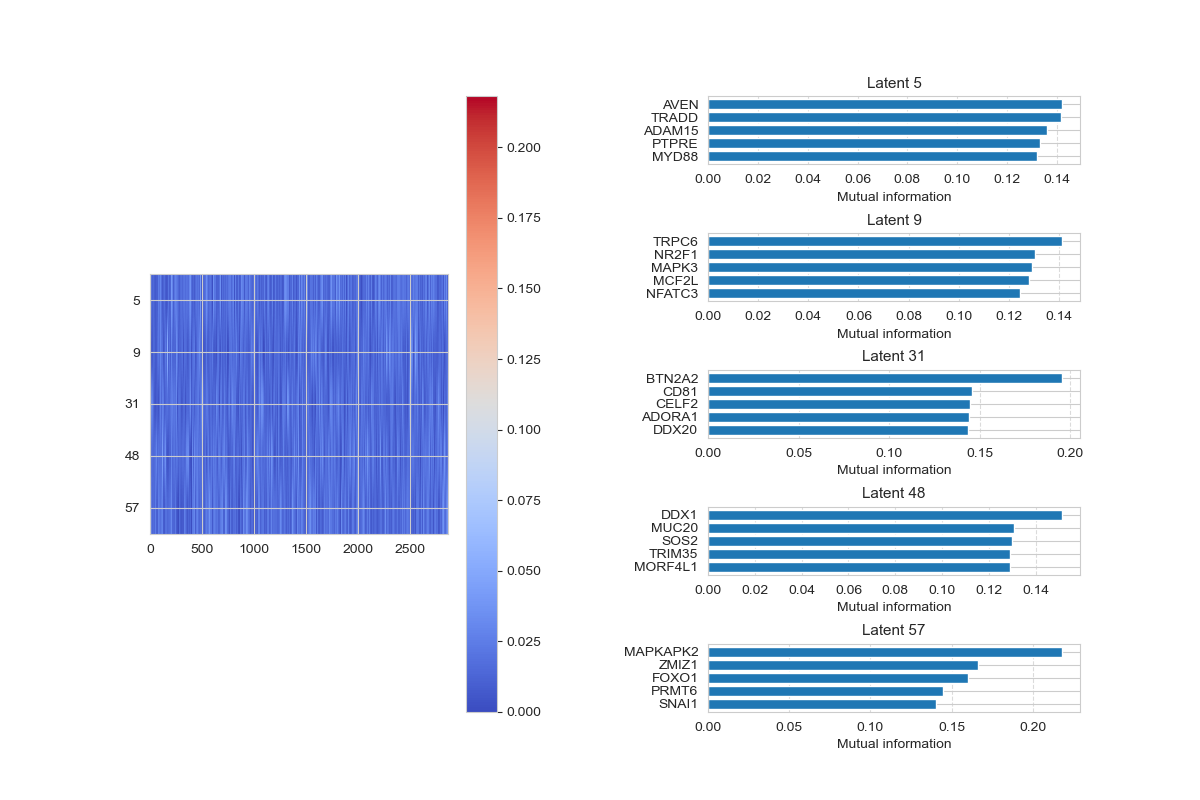 5
9
31
48
57
0 500 1000 1500 2000 2500
0.200
0.175
0.150
0.125
0.100
0.075
0.050
0.025
0.000
Latent 5
AVEN
TRADD
ADAM15
PTPRE
MYD88
0.00 0.02 0.04 0.06 0.08 0.10 0.12 0.14
Mutual information
Latent 9
TRPC6
NR2F1
MAPK3
MCF2L
NFATC3
0.00 0.02 0.04 0.06 0.08 0.10 0.12 0.14
Mutual information
Latent 31
BTN2A2
CD81
CELF2
ADORA1
DDX20
0.00 0.05 0.10 0.15 0.20
Mutual information
Latent 48
DDX1
MUC20
SOS2
TRIM35
MORF4L1
0.00 0.02 0.04 0.06 0.08 0.10 0.12 0.14
Mutual information
Latent 57
MAPKAPK2
ZMIZ1
FOXO1
PRMT6
SNAI1
0.00 0.05 0.10 0.15 0.20
Mutual information